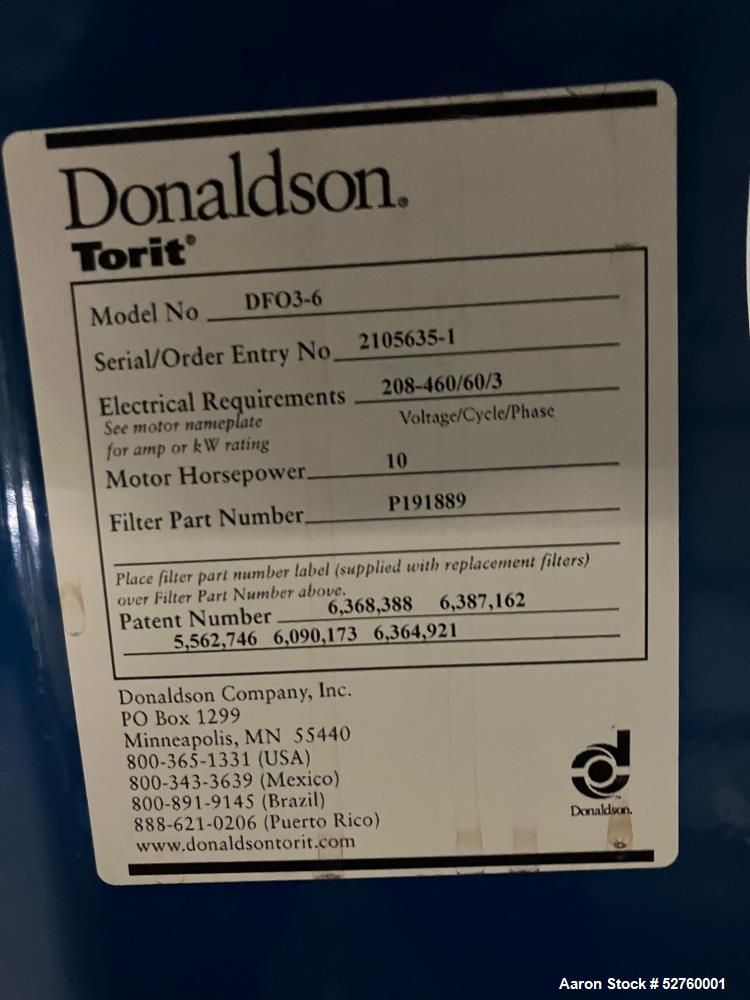 Donaldson®
Torit®
Model No DFO3-6
Serial/Order Entry No 2105635-1
Electrical Requirements 208-460/60/3
See motor nameplate Voltage/Cycle/Phase
for amp or kW rating
Motor Horsepower 10
Filter Part Number P191889
Place filter part number label (supplied with replacement filters)
over Filter Part Number above.
Patent Number 6,368,388 6,387,162
5,562,746 6,090,173 6,364,921
Donaldson Company, Inc.
PO Box 1299
Minneapolis, MN 55440
800-365-1331 (USA)
800-343-3639 (Mexico)
800-891-9145 (Brazil)
888-621-0206 (Puerto Rico)
www.donaldsontorit.com
Donaldson.
Aaron Stock # 52760001